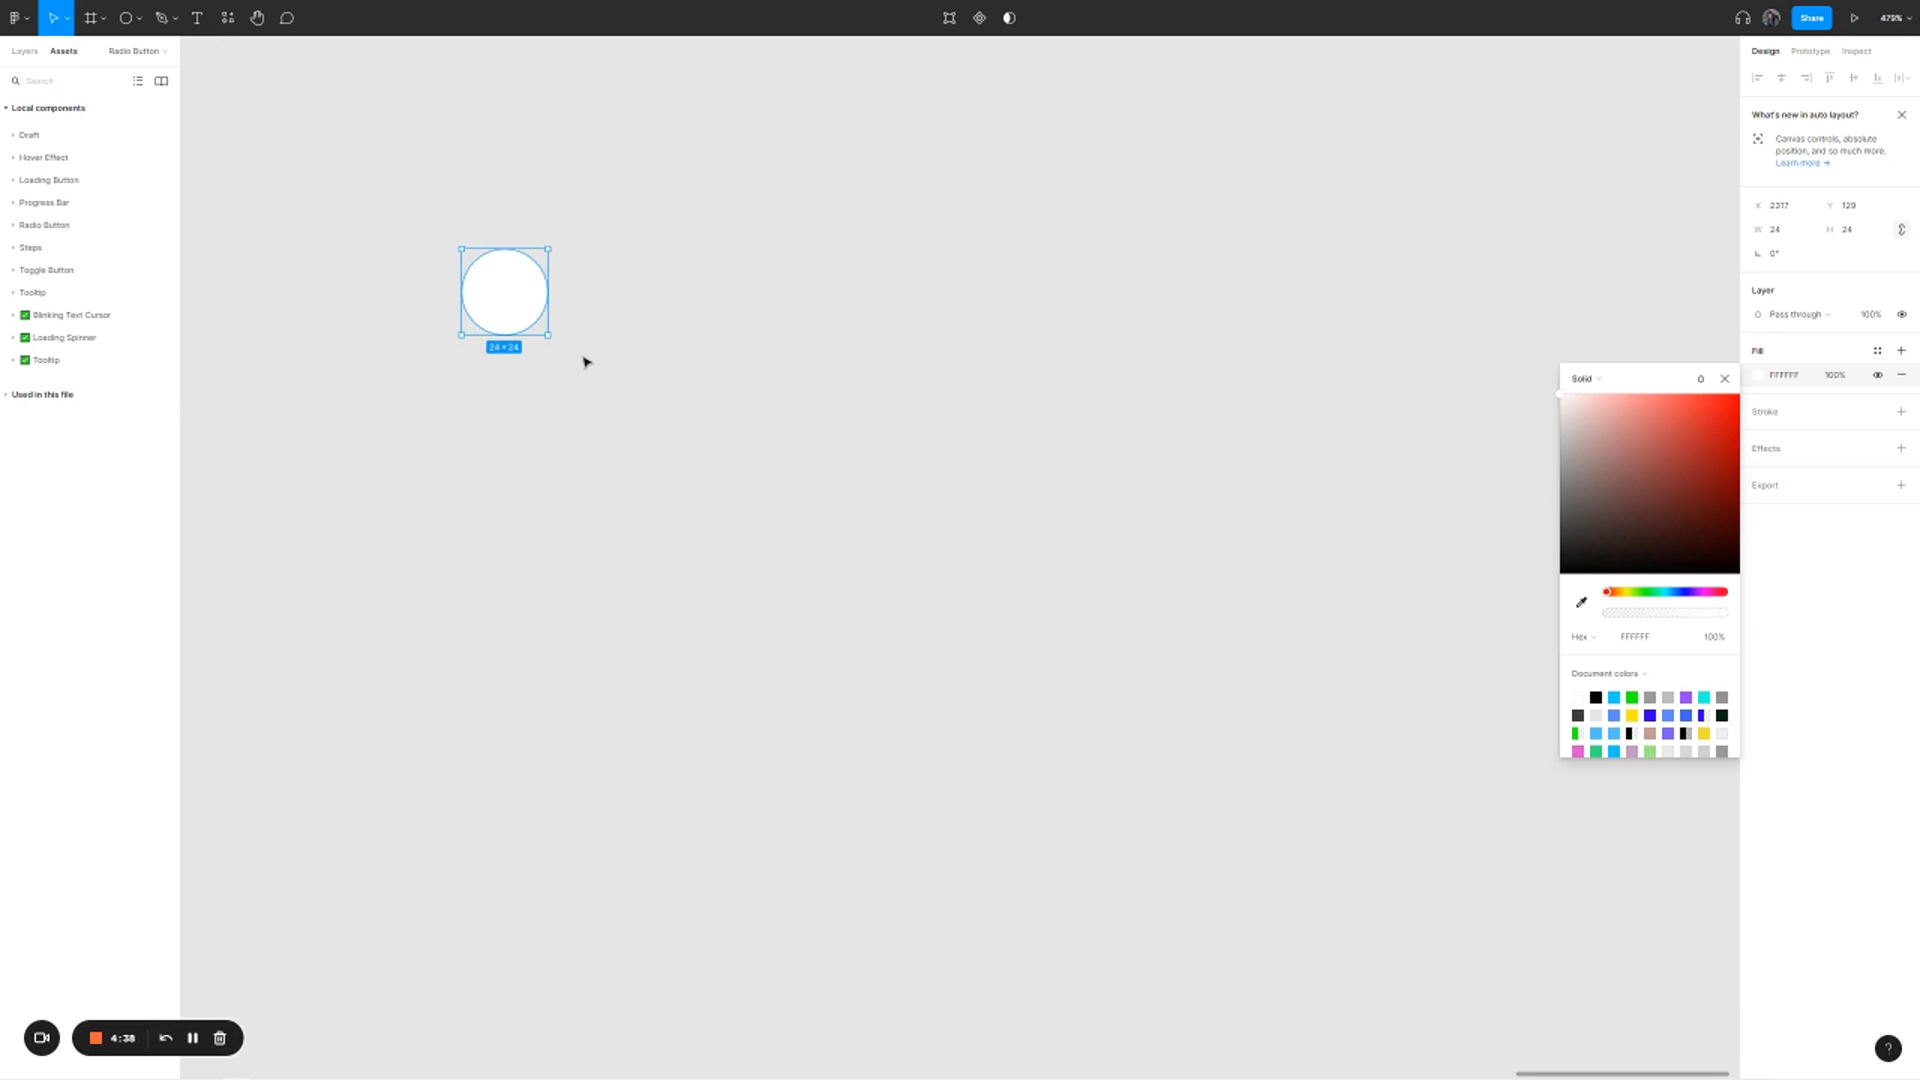 Share
479%
Layers Assets Radio Button
Search
Local components
Draft
Hover Effect
Loading Button
Progress Bar
Radio Button
Steps
Toggle Button
Tooltip
Blinking Text Cursor
Loading Spinner
Tooltip
Used in this file
24 × 24
Design Prototype Inspect
What's new in auto layout?
Canvas controls, absolute
position, and so much more.
Learn more →
X 2317 Y 129
W 24 H 24
0°
Layer
Pass through 100%
Fill
FFFFFF 100%
Stroke
Effects
Export
Solid
Hex FFFFFF 100%
Document colors
4:38
?